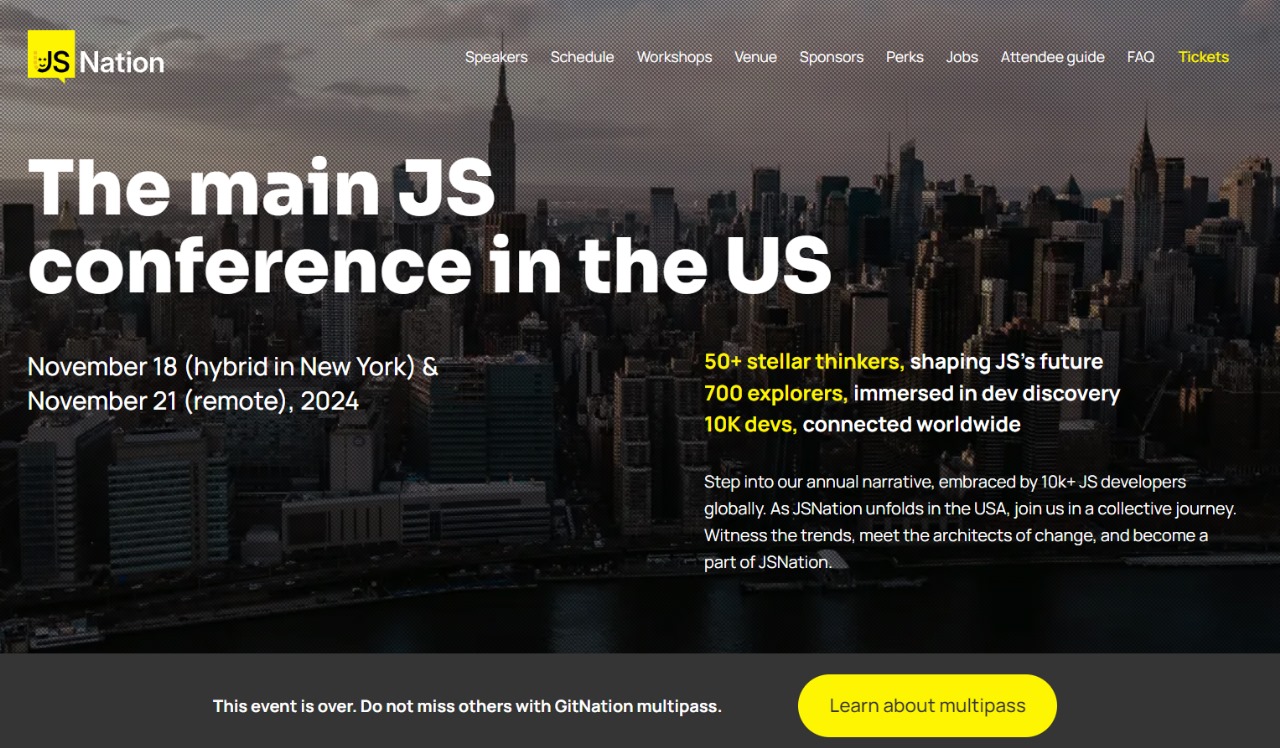 JS Nation
Speakers Schedule Workshops Venue Sponsors Perks Jobs Attendee guide FAQ Tickets
The main JS
conference in the US
November 18 (hybrid in New York) &
November 21 (remote), 2024
50+ stellar thinkers, shaping JS’s future
700 explorers, immersed in dev discovery
10K devs, connected worldwide
Step into our annual narrative, embraced by 10k+ JS developers
globally. As JSNation unfolds in the USA, join us in a collective journey.
Witness the trends, meet the architects of change, and become a
part of JSNation.
This event is over. Do not miss others with GitNation multipass.
Learn about multipass